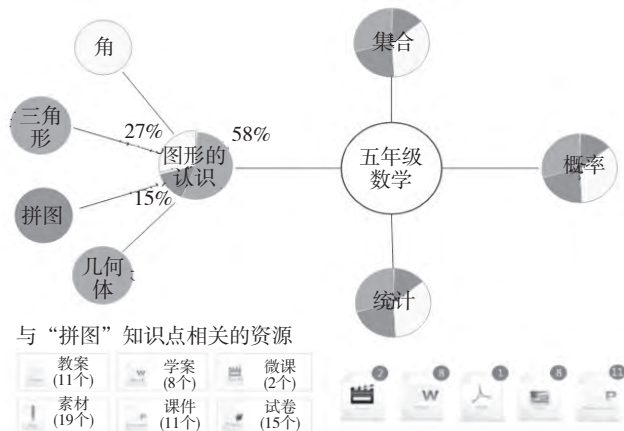 角
三角
形
27%
58%
图形的
认识
15%
拼图
几何
体
集合
五年级
数学
概率
统计
与“拼图”知识点相关的资源
教案
(11个)
学案
(8个)
微课
(2个)
素材
(19个)
课件
(11个)
试卷
(15个)
2
8
1
8
11
W
W
P
P